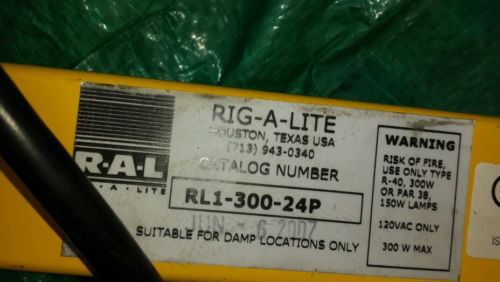 R·A·L
G·A·LITE
RIG-A-LITE
HOUSTON, TEXAS USA
(713) 943-0340
CATALOG NUMBER
RL1-300-24P
JUN - 6 2007
SUITABLE FOR DAMP LOCATIONS ONLY
WARNING
RISK OF FIRE,
USE ONLY TYPE
R-40, 300W
OR PAR 38,
150W LAMPS
120VAC ONLY
300 W MAX